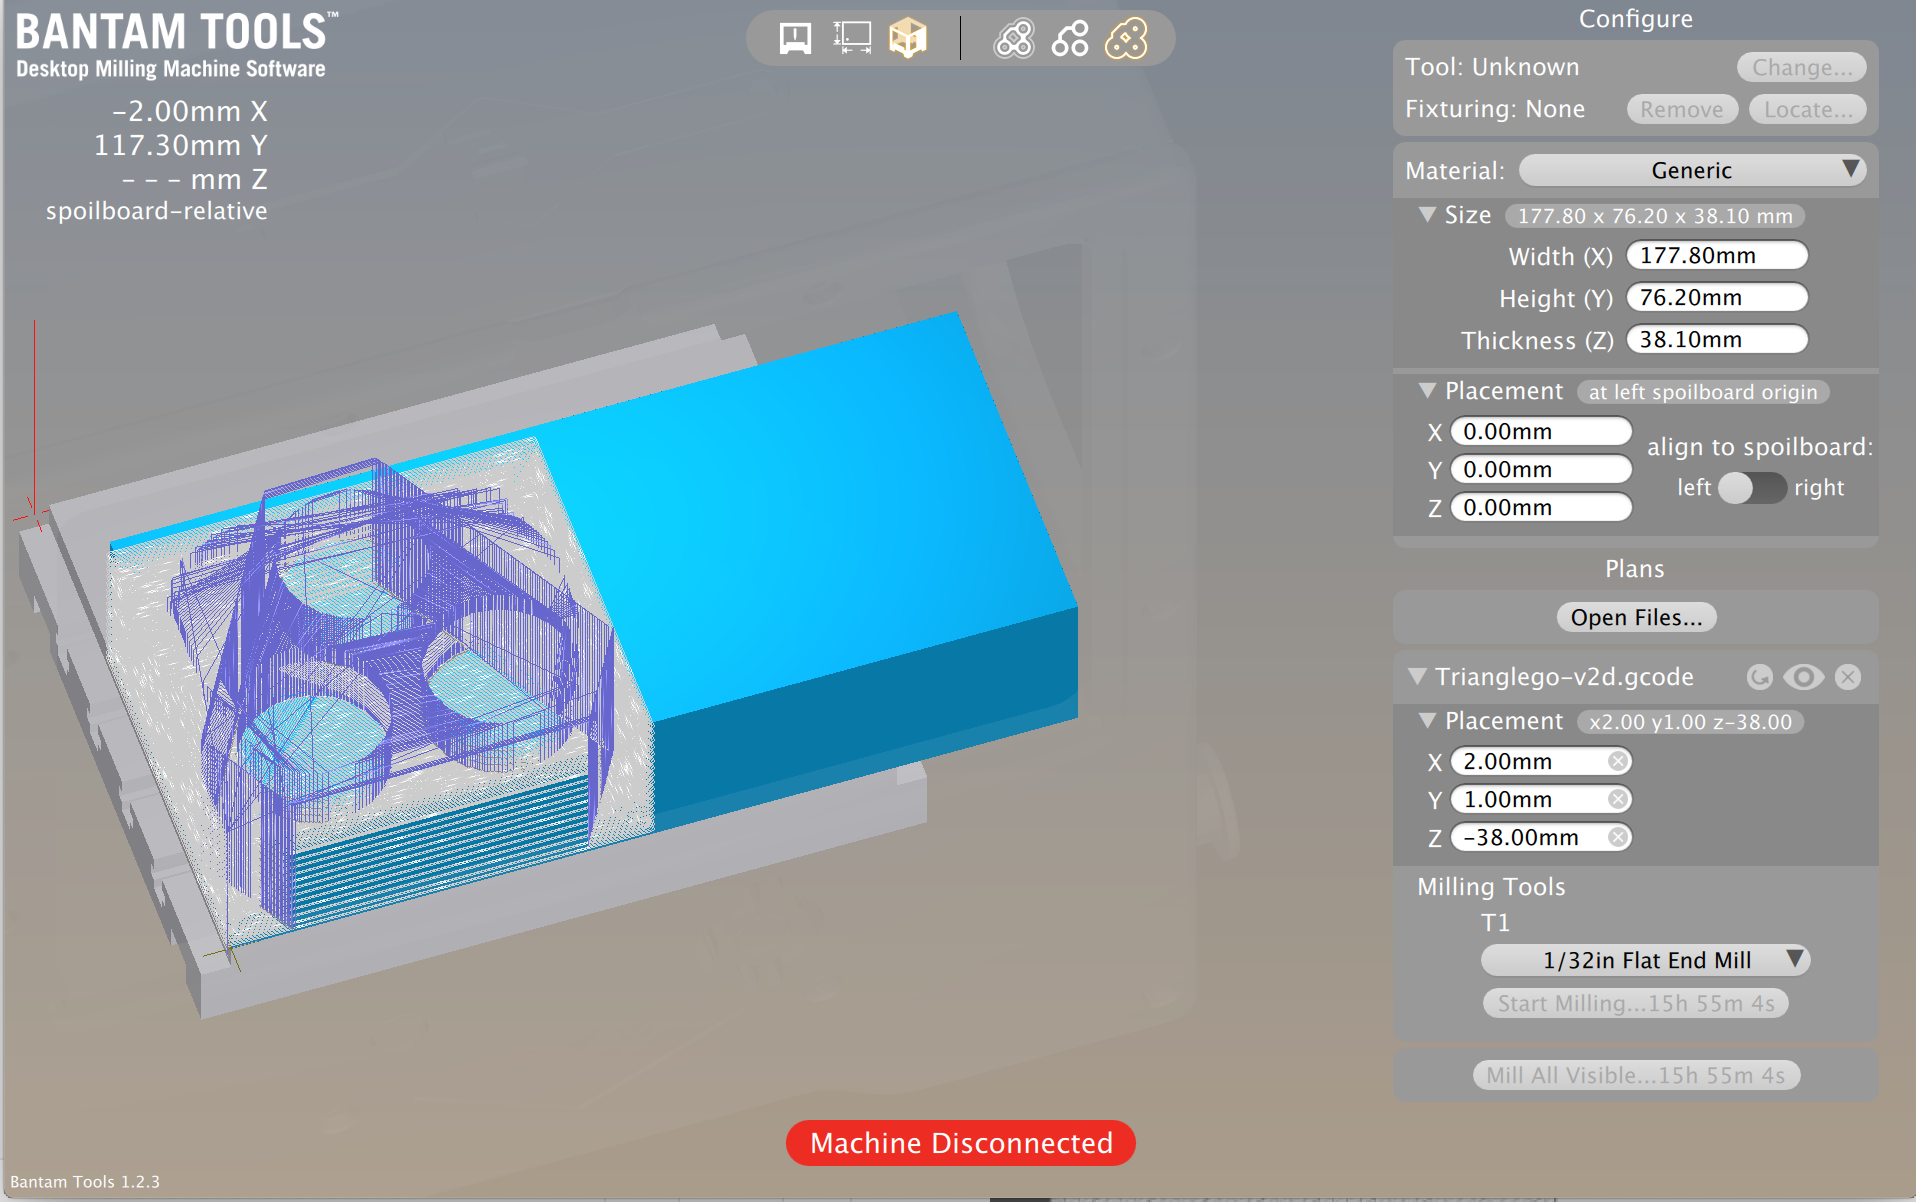 BANTAM TOOLS™
Desktop Milling Machine Software
-2.00mm X
117.30mm Y
- - - mm Z
spoilboard-relative
Configure
Tool: Unknown
Change...
Fixturing: None
Remove
Locate...
Material:
Generic
Size
177.80 x 76.20 x 38.10 mm
Width (X)
177.80mm
Height (Y)
76.20mm
Thickness (Z)
38.10mm
Placement
at left spoilboard origin
X
0.00mm
Y
0.00mm
Z
0.00mm
align to spoilboard:
left
right
Plans
Open Files...
Trianglego-v2d.gcode
Placement
x2.00 y1.00 z-38.00
X
2.00mm
Y
1.00mm
Z
-38.00mm
Milling Tools
T1
1/32in Flat End Mill
Start Milling...15h 55m 4s
Mill All Visible...15h 55m 4s
Machine Disconnected
Bantam Tools 1.2.3